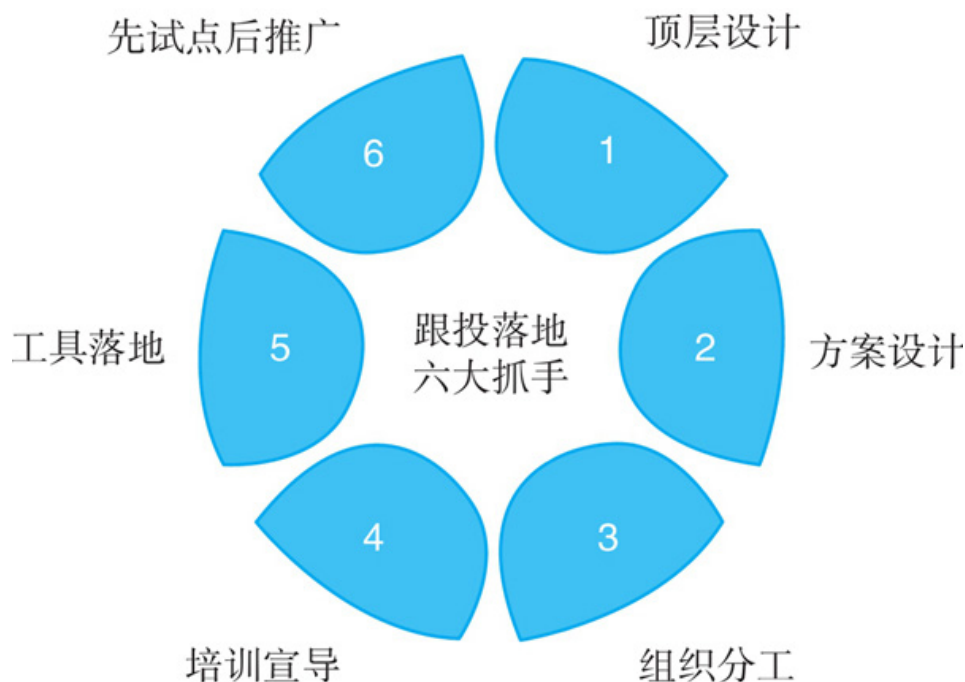 先试点后推广
顶层设计
6
1
工具落地
5
跟投落地
六大抓手
2
方案设计
4
3
培训宣导
组织分工